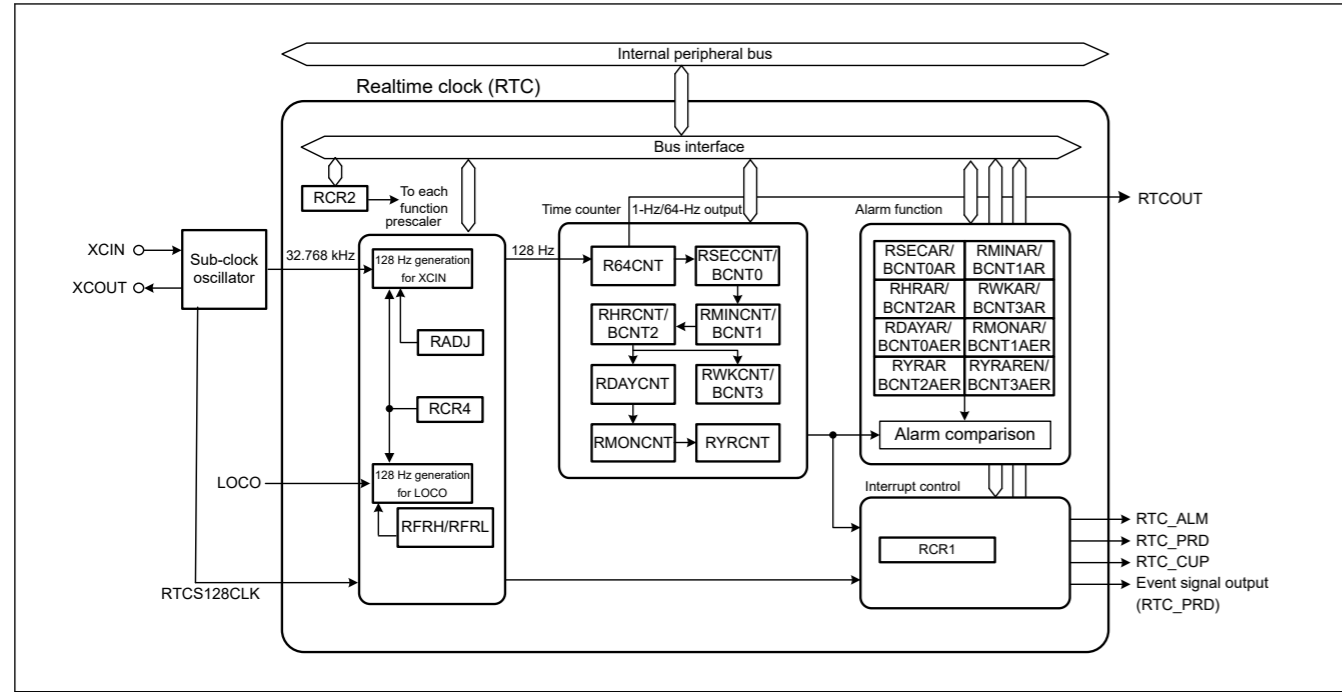 Internal peripheral bus
Realtime clock (RTC)
Bus interface
RCR2
To each
function
prescaler
Time counter
1-Hz/64-Hz output
Alarm function
RTCOUT
XCIN
XCOUT
Sub-clock
oscillator
32.768 kHz
128 Hz generation
for XCIN
128 Hz
RADJ
RCR4
LOCO
128 Hz generation
for LOCO
RFRH/RFRL
RTCS128CLK
R64CNT
RSECCNT/
BCNT0
RHRCNT/
BCNT2
RMINCNT/
BCNT1
RDAYCNT
RWKCNT/
BCNT3
RMONCNT
RYRCNT
RSECAR/
BCNT0AR
RMINAR/
BCNT1AR
RHRAR/
BCNT2AR
RWKAR/
BCNT3AR
RDAYAR/
BCNT0AER
RMONAR/
BCNT1AER
RYRAR
BCNT2AER
RYRAREN/
BCNT3AER
Alarm comparison
Interrupt control
RCR1
RTC_ALM
RTC_PRD
RTC_CUP
Event signal output
(RTC_PRD)